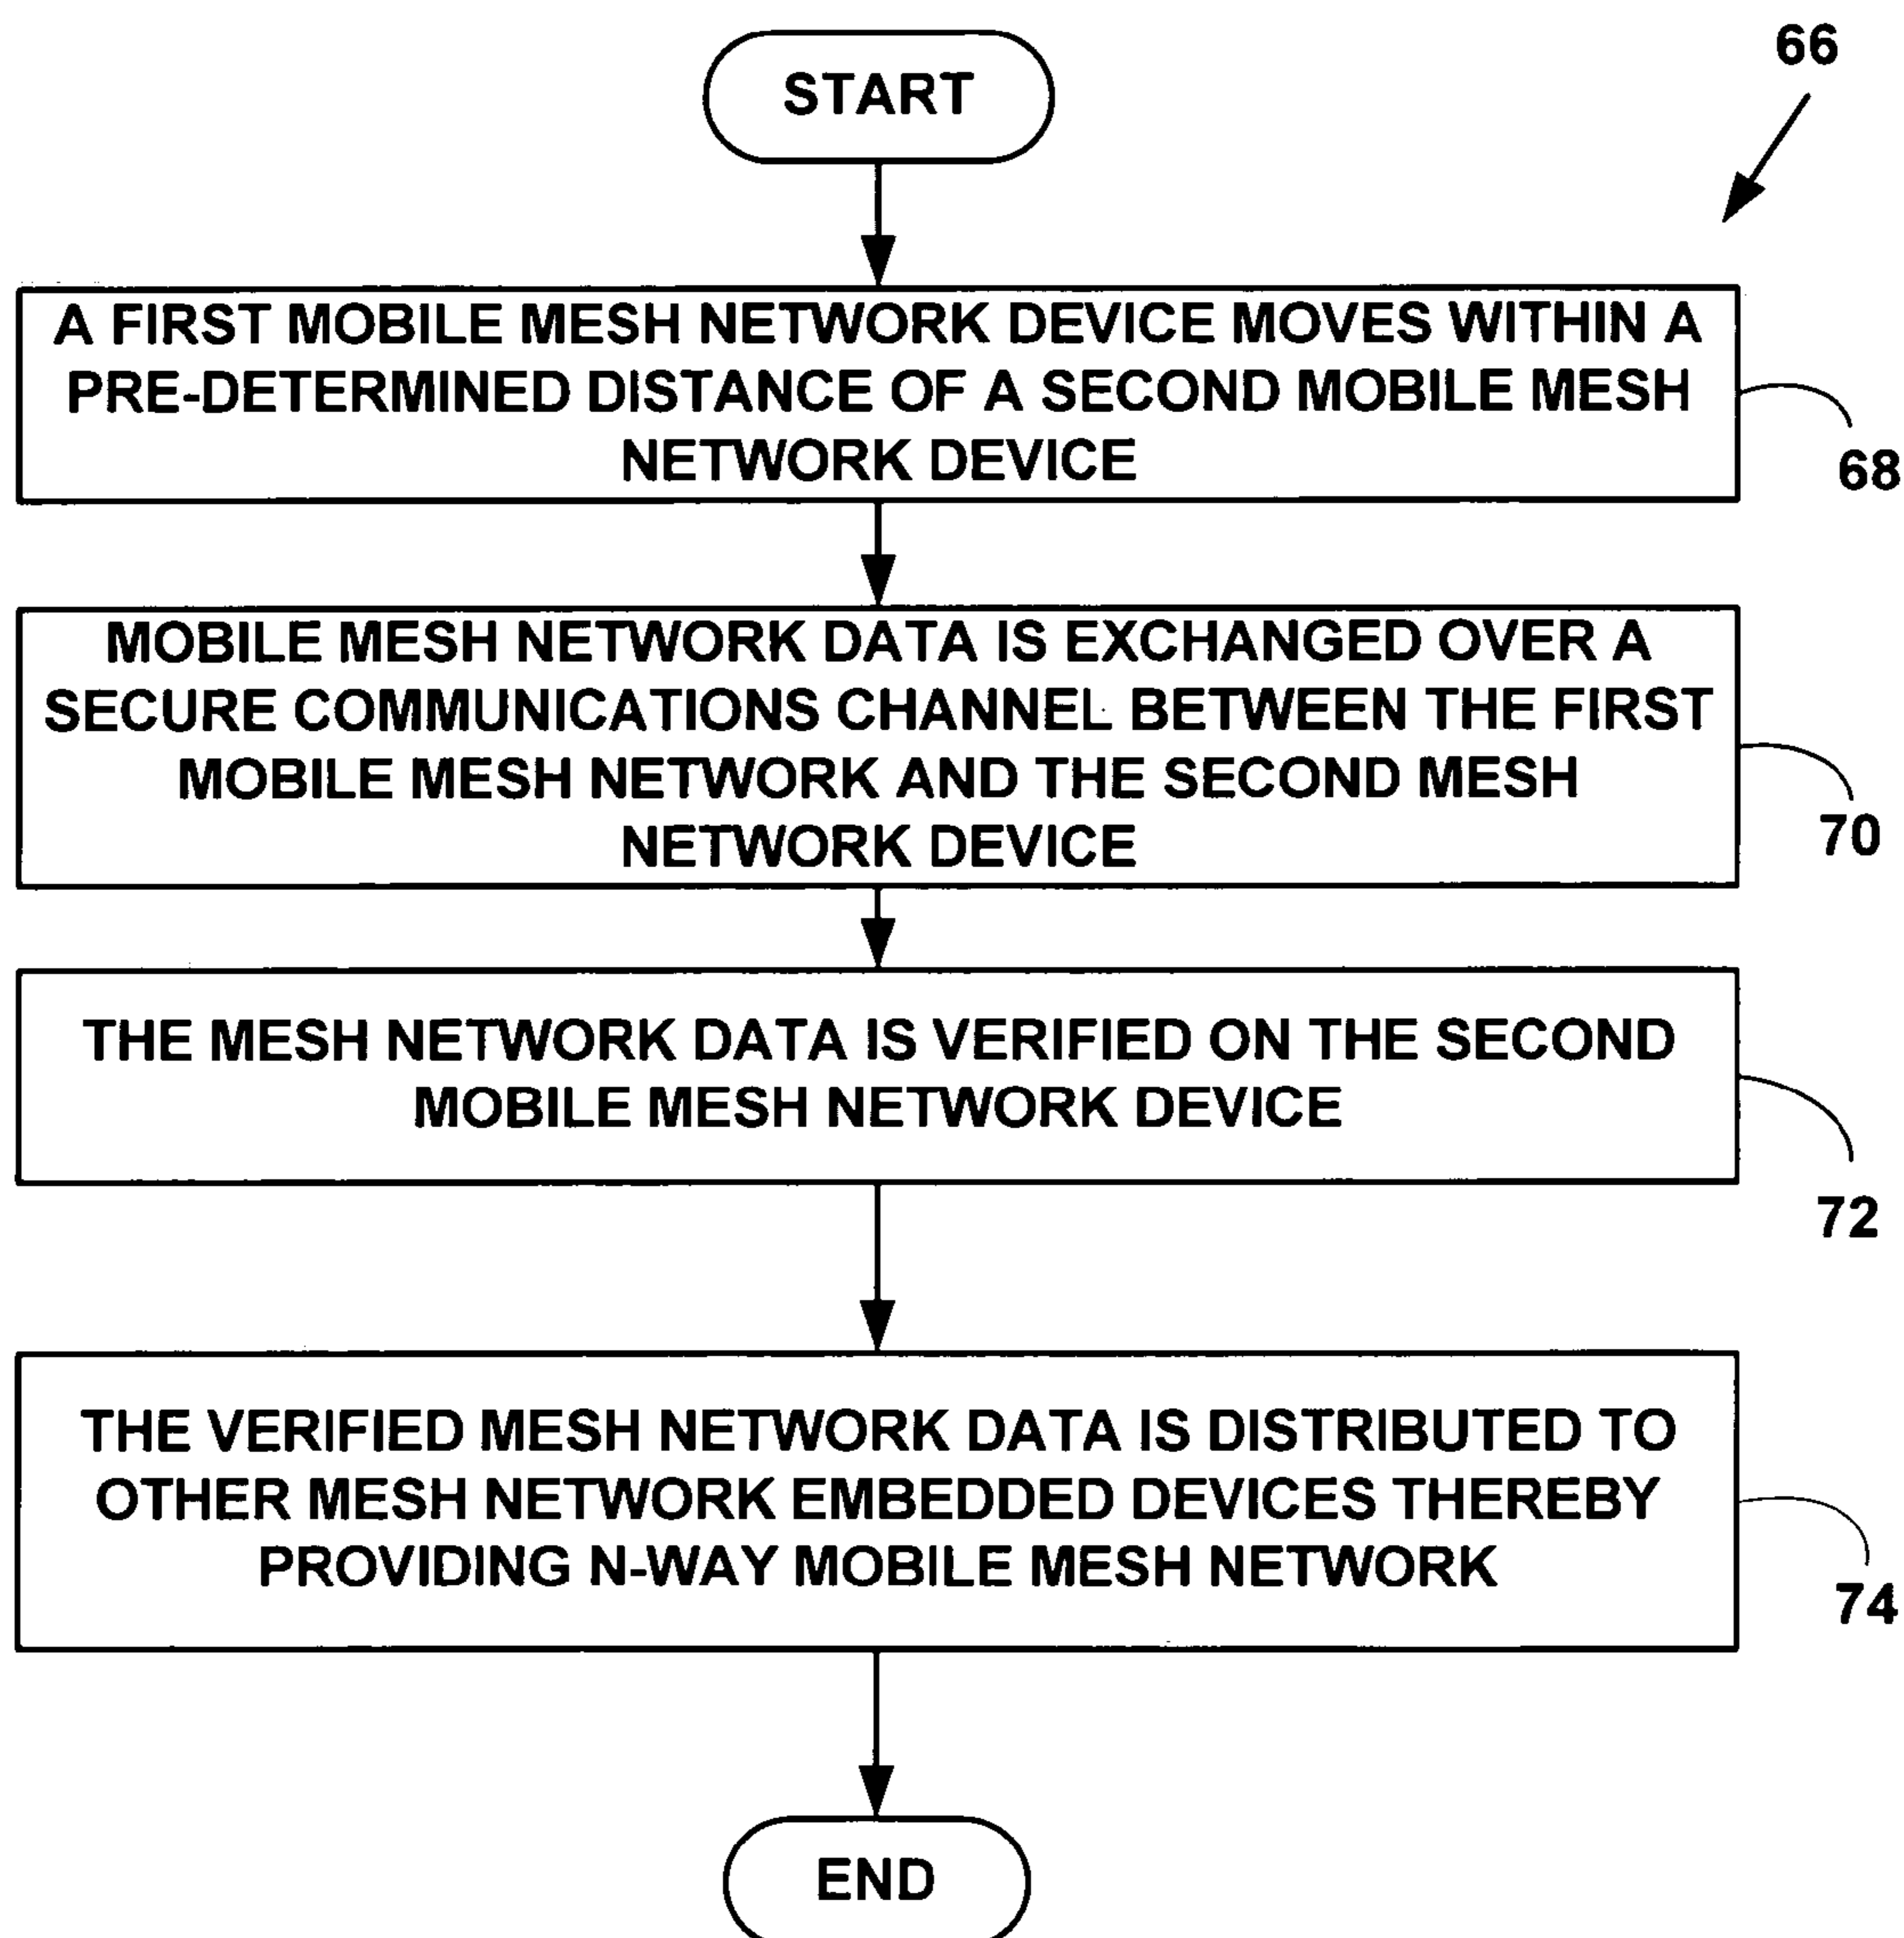 START
66
A FIRST MOBILE MESH NETWORK DEVICE MOVES WITHIN A
PRE-DETERMINED DISTANCE OF A SECOND MOBILE MESH
NETWORK DEVICE
68
MOBILE MESH NETWORK DATA IS EXCHANGED OVER A
SECURE COMMUNICATIONS CHANNEL BETWEEN THE FIRST
MOBILE MESH NETWORK AND THE SECOND MESH
NETWORK DEVICE
70
THE MESH NETWORK DATA IS VERIFIED ON THE SECOND
MOBILE MESH NETWORK DEVICE
72
THE VERIFIED MESH NETWORK DATA IS DISTRIBUTED TO
OTHER MESH NETWORK EMBEDDED DEVICES THEREBY
PROVIDING N-WAY MOBILE MESH NETWORK
74
END